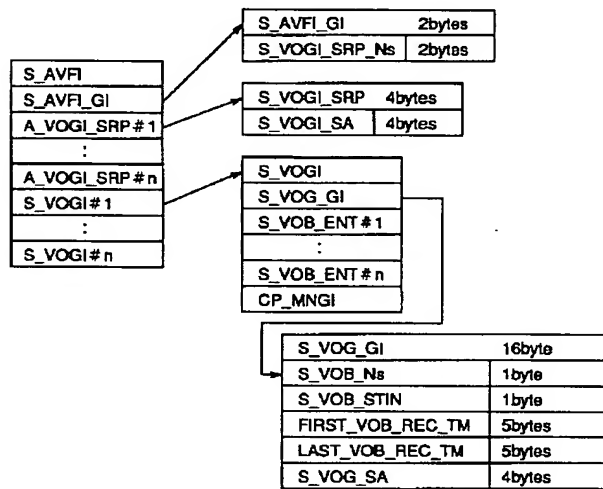 S_AVFI_GI 2bytes
S_VOGI_SRP_Ns 2bytes
S_AVFI
S_AVFI_GI
A_VOGI_SRP#1
:
A_VOGI_SRP#n
S_VOGI#1
:
S_VOGI#n
S_VOGI_SRP 4bytes
S_VOGI_SA 4bytes
S_VOGI
S_VOG_GI
S_VOB_ENT#1
:
S_VOB_ENT#n
CP_MNGI
S_VOG_GI 16byte
S_VOB_Ns 1byte
S_VOB_STIN 1byte
FIRST_VOB_REC_TM 5bytes
LAST_VOB_REC_TM 5bytes
S_VOG_SA 4bytes